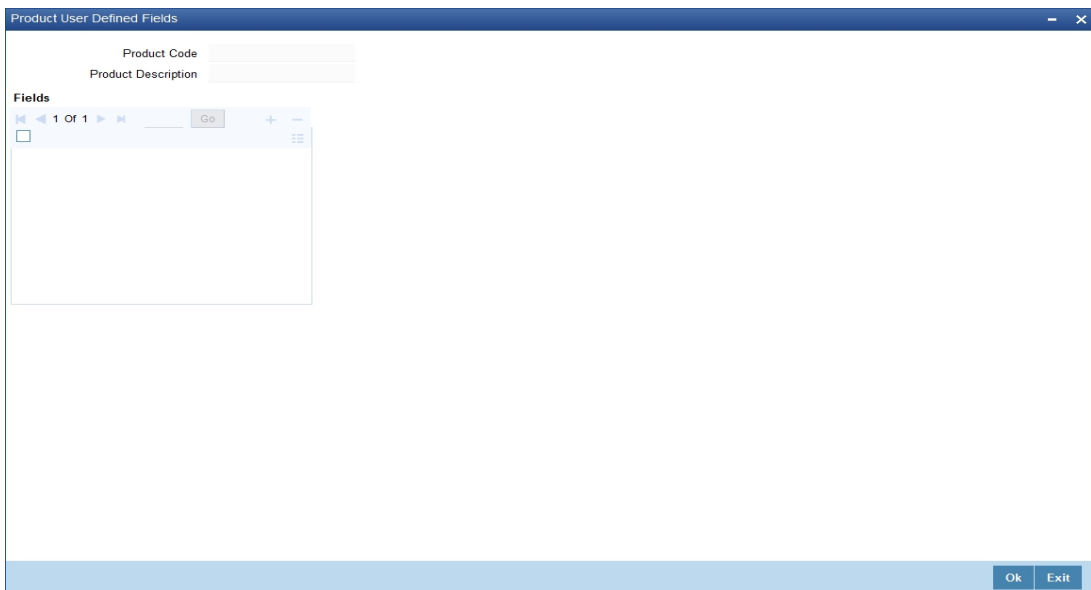 Product User Defined Fields
Product Code
Product Description
Fields
1 Of 1 Go
Ok Exit